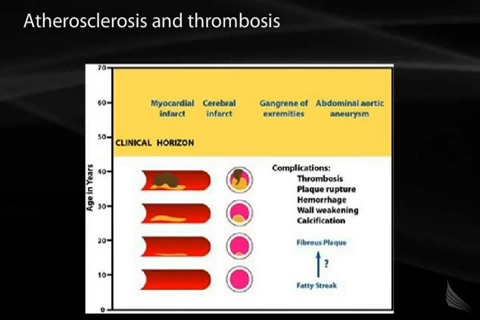 Atherosclerosis and thrombosis
70
60
Myocardial infarct
Cerebral infarct
Gangrene of exremities
Abdominal aortic aneurysm
50
CLINICAL HORIZON
Age in Years
40
Complications:
Thrombosis
Plaque rupture
Hemorrhage
Wall weakening
Calcification
30
20
Fibrous Plaque
?
10
Fatty Streak
0